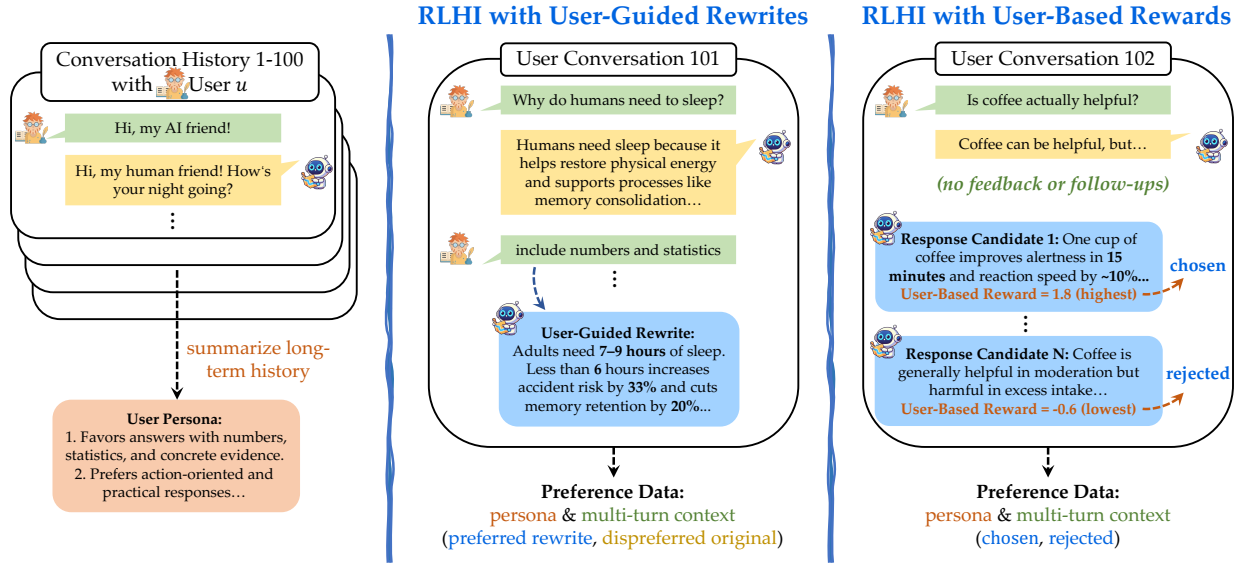 Conversation History 1-100
with User u
Hi, my AI friend!
Hi, my human friend! How's
your night going?
⋮
summarize long-
term history
User Persona:
1. Favors answers with numbers,
statistics, and concrete evidence.
2. Prefers action-oriented and
practical responses…
RLHI with User-Guided Rewrites
User Conversation 101
Why do humans need to sleep?
Humans need sleep because it
helps restore physical energy
and supports processes like
memory consolidation…
include numbers and statistics
⋮
User-Guided Rewrite:
Adults need 7–9 hours of sleep.
Less than 6 hours increases
accident risk by 33% and cuts
memory retention by 20%...
Preference Data:
persona & multi-turn context
(preferred rewrite, dispreferred original)
RLHI with User-Based Rewards
User Conversation 102
Is coffee actually helpful?
Coffee can be helpful, but…
(no feedback or follow-ups)
Response Candidate 1: One cup of
coffee improves alertness in 15
minutes and reaction speed by ~10%...
User-Based Reward = 1.8 (highest)
chosen
⋮
Response Candidate N: Coffee is
generally helpful in moderation but
harmful in excess intake…
User-Based Reward = -0.6 (lowest)
rejected
Preference Data:
persona & multi-turn context
(chosen, rejected)